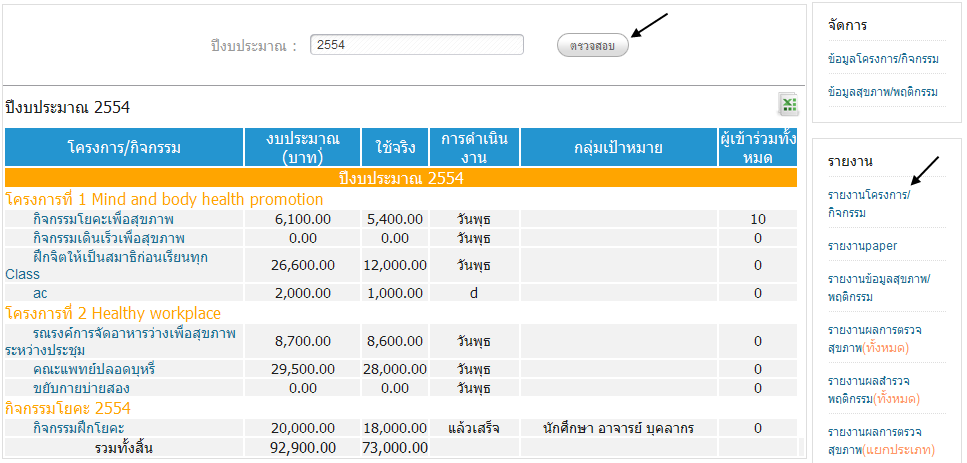 ปีงบประมาณ : 2554 ตรวจสอบ
ปีงบประมาณ 2554
โครงการ/กิจกรรม งบประมาณ (บาท) ใช้จริง การดำเนินงาน กลุ่มเป้าหมาย ผู้เข้าร่วมทั้งหมด
ปีงบประมาณ 2554
โครงการที่ 1 Mind and body health promotion
กิจกรรมโยคะเพื่อสุขภาพ 6,100.00 5,400.00 วันพุธ 10
กิจกรรมเดินเร็วเพื่อสุขภาพ 0.00 0.00 วันพุธ 0
ฝึกจิตให้เป็นสมาธิก่อนเรียนทุก
Class 26,600.00 12,000.00 วันพุธ 0
ac 2,000.00 1,000.00 d 0
โครงการที่ 2 Healthy workplace
รณรงค์การจัดอาหารว่างเพื่อสุขภาพ
ระหว่างประชุม 8,700.00 8,600.00 วันพุธ 0
คณะแพทย์ปลอดบุหรี่ 29,500.00 28,000.00 วันพุธ 0
ขยับกายบ่ายสอง 0.00 0.00 วันพุธ 0
กิจกรรมโยคะ 2554
กิจกรรมฝึกโยคะ 20,000.00 18,000.00 แล้วเสร็จ นักศึกษา อาจารย์ บุคลากร 0
รวมทั้งสิ้น 92,900.00 73,000.00
จัดการ
ข้อมูลโครงการ/กิจกรรม
ข้อมูลสุขภาพ/พฤติกรรม
รายงาน
รายงานโครงการ/
กิจกรรม
รายงานpaper
รายงานข้อมูลสุขภาพ/
พฤติกรรม
รายงานผลการตรวจ
สุขภาพ(ทั้งหมด)
รายงานผลสำรวจ
พฤติกรรม(ทั้งหมด)
รายงานผลการตรวจ
สุขภาพ(แยกประเภท)